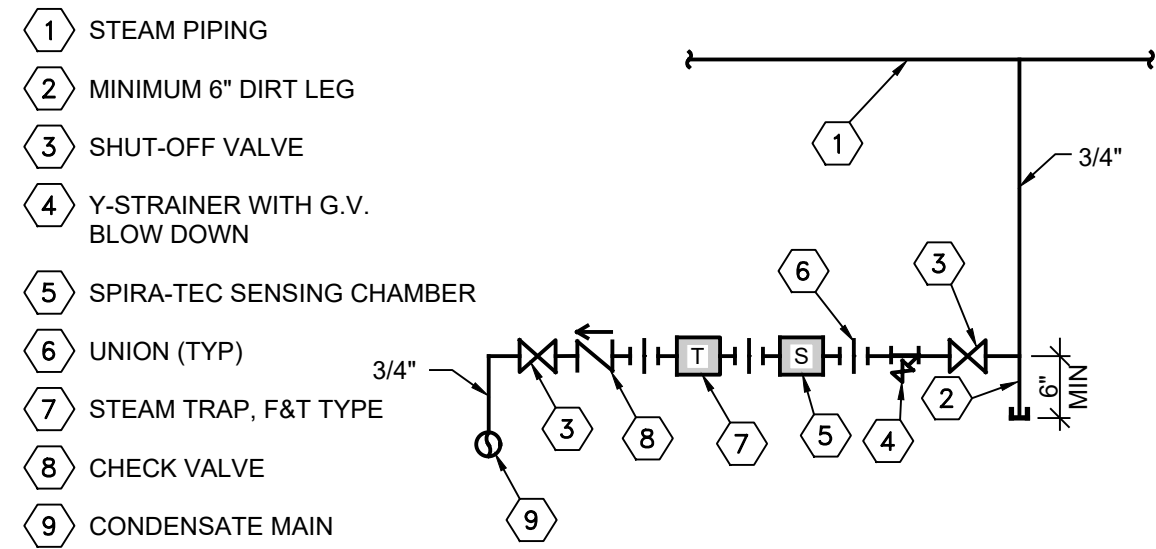 1 STEAM PIPING
2 MINIMUM 6" DIRT LEG
3 SHUT-OFF VALVE
4 Y-STRAINER WITH G.V.
BLOW DOWN
5 SPIRA-TEC SENSING CHAMBER
6 UNION (TYP)
7 STEAM TRAP, F&T TYPE
8 CHECK VALVE
9 CONDENSATE MAIN
1
3/4"
6
3
3/4"
T
S
2
6"
MIN
3
8
7
5
4
9